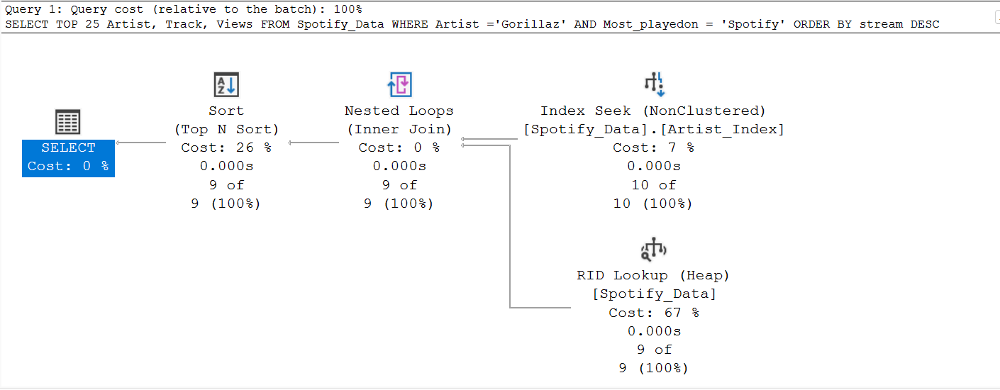 Query 1: Query cost (relative to the batch): 100%
SELECT TOP 25 Artist, Track, Views FROM Spotify_Data WHERE Artist ='Gorillaz' AND Most_playedon = 'Spotify' ORDER BY stream DESC
SELECT
Cost: 0 %
Sort
(Top N Sort)
Cost: 26 %
0.000s
9 of
9 (100%)
Nested Loops
(Inner Join)
Cost: 0 %
0.000s
9 of
9 (100%)
Index Seek (NonClustered)
[Spotify_Data].[Artist_Index]
Cost: 7 %
0.000s
10 of
10 (100%)
RID Lookup (Heap)
[Spotify_Data]
Cost: 67 %
0.000s
9 of
9 (100%)